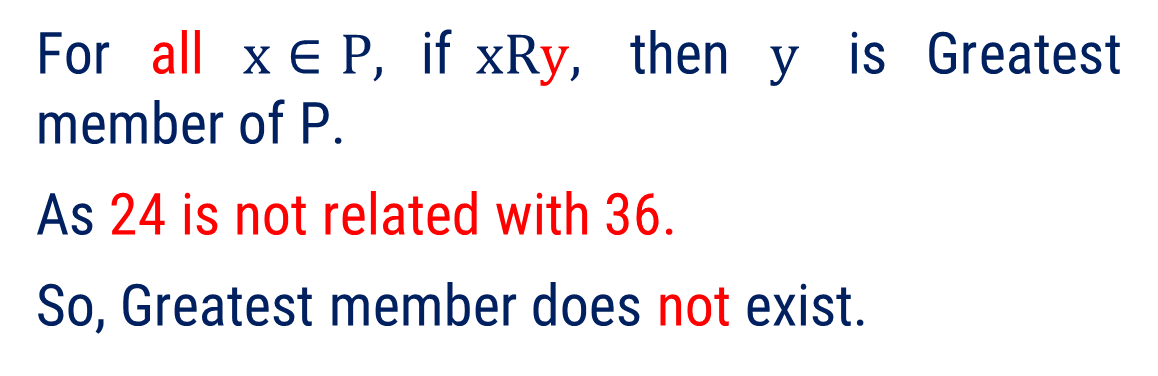 For all x ∈ P, if xRy, then y is Greatest
member of P.
As 24 is not related with 36.
So, Greatest member does not exist.